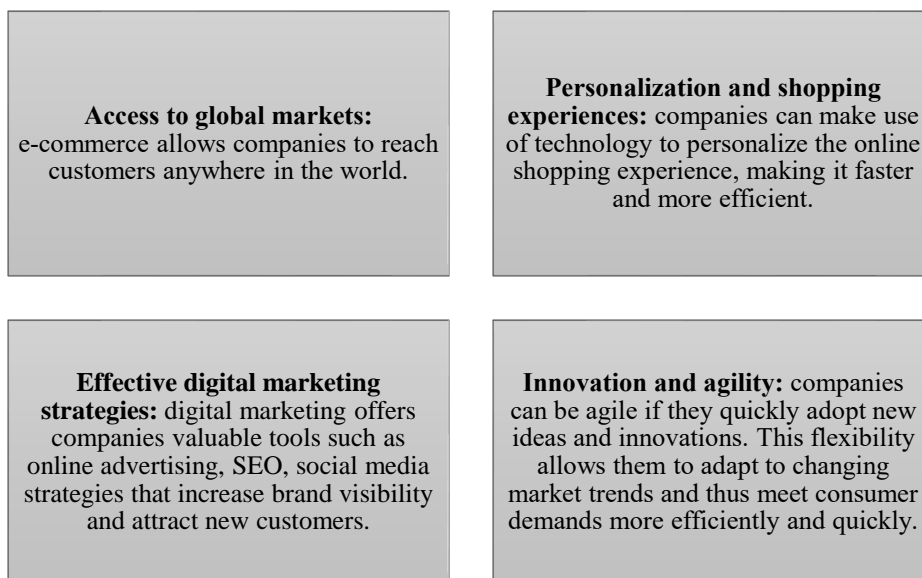 Access to global markets:
e-commerce allows companies to reach
customers anywhere in the world.
Personalization and shopping
experiences: companies can make use
of technology to personalize the online
shopping experience, making it faster
and more efficient.
Effective digital marketing
strategies: digital marketing offers
companies valuable tools such as
online advertising, SEO, social media
strategies that increase brand visibility
and attract new customers.
Innovation and agility: companies
can be agile if they quickly adopt new
ideas and innovations. This flexibility
allows them to adapt to changing
market trends and thus meet consumer
demands more efficiently and quickly.